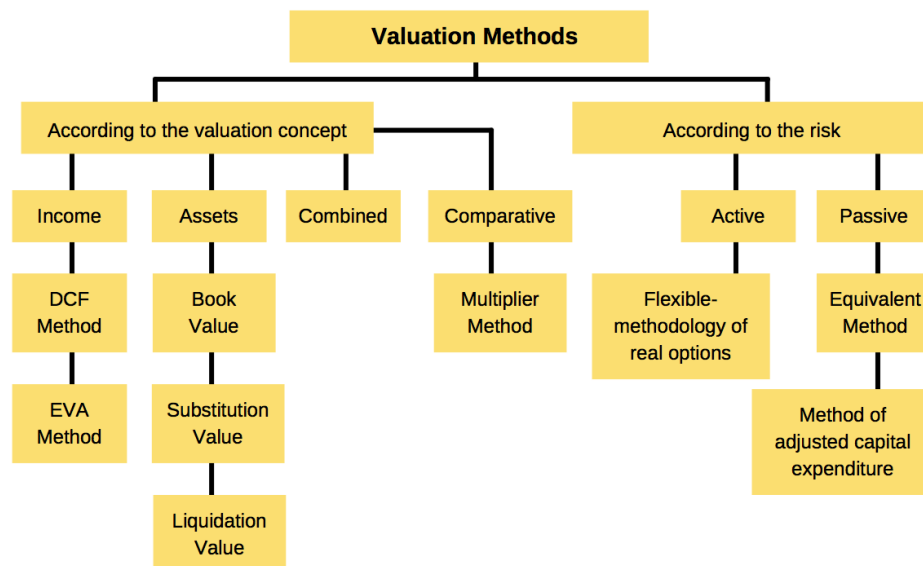 Valuation Methods
According to the valuation concept
According to the risk
Income
Assets
Combined
Comparative
Active
Passive
DCF
Method
Book
Value
Multiplier
Method
Flexible-
methodology of
real options
Equivalent
Method
EVA
Method
Substitution
Value
Method of
adjusted capital
expenditure
Liquidation
Value